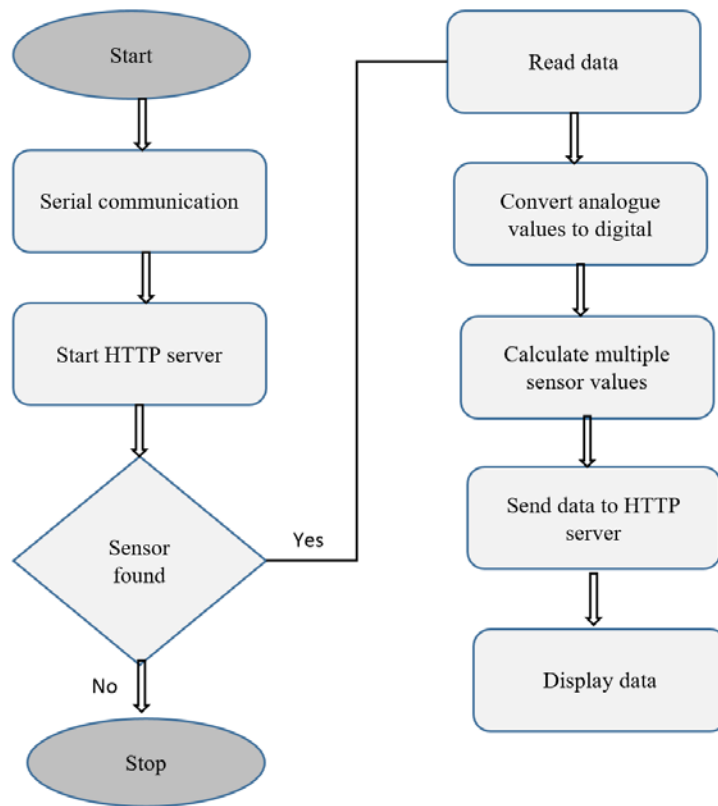 Start
Serial communication
Start HTTP server
Sensor
found
Yes
No
Stop
Read data
Convert analogue
values to digital
Calculate multiple
sensor values
Send data to HTTP
server
Display data